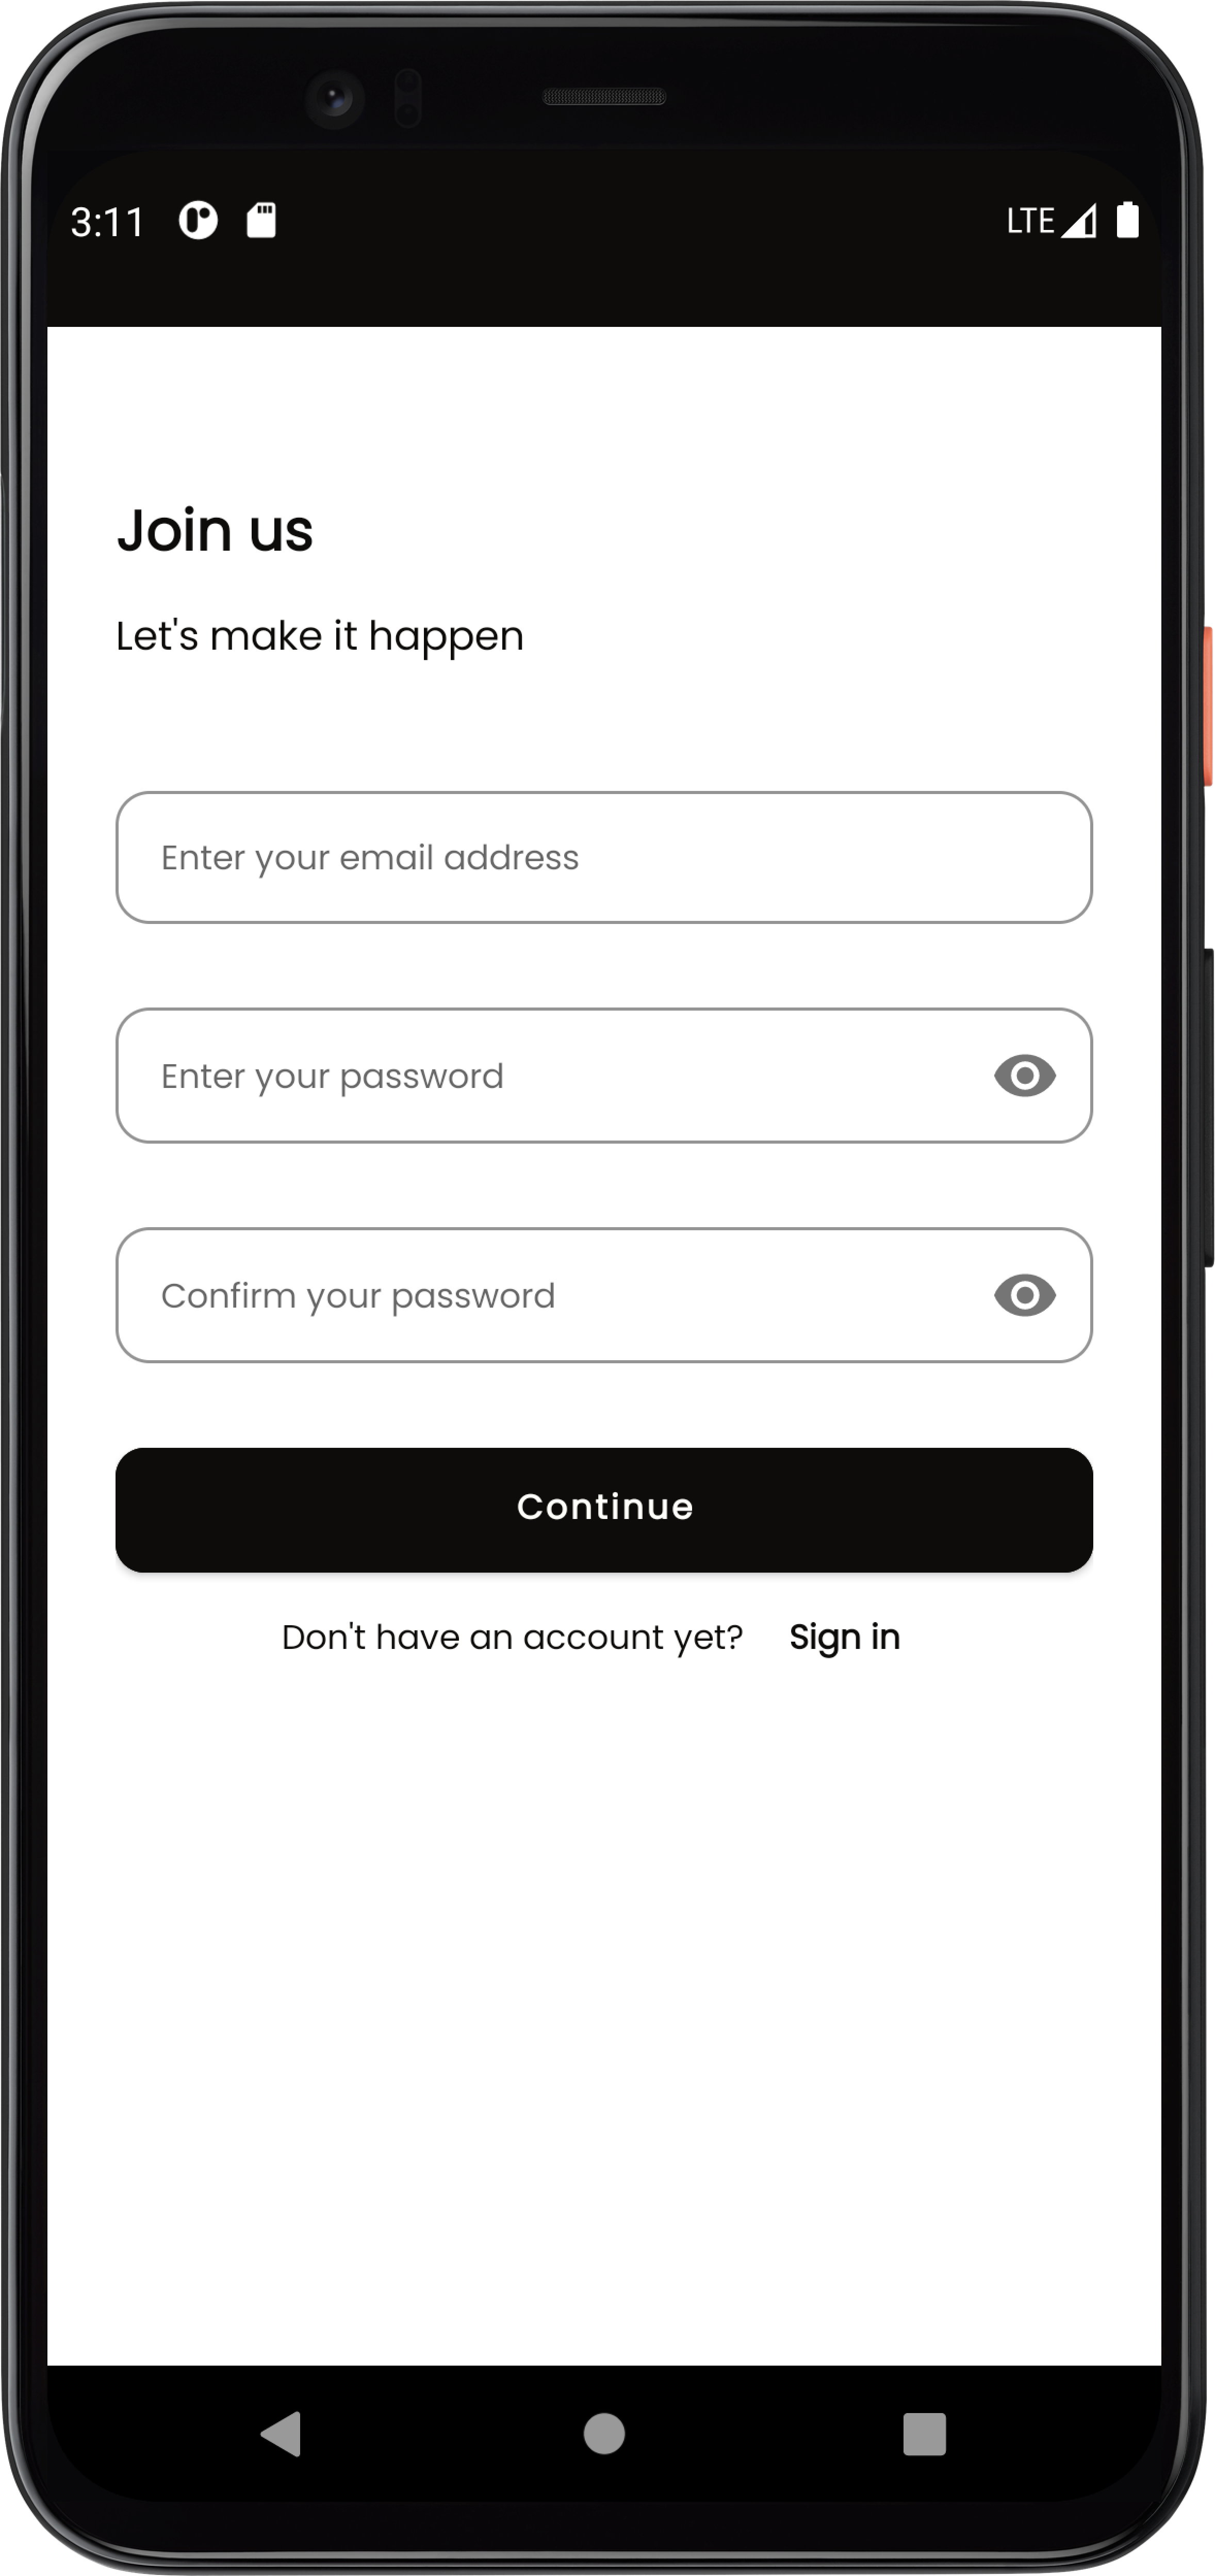 3:11 LTE
Join us
Let's make it happen
Enter your email address
Enter your password
Confirm your password
Continue
Don't have an account yet? Sign in